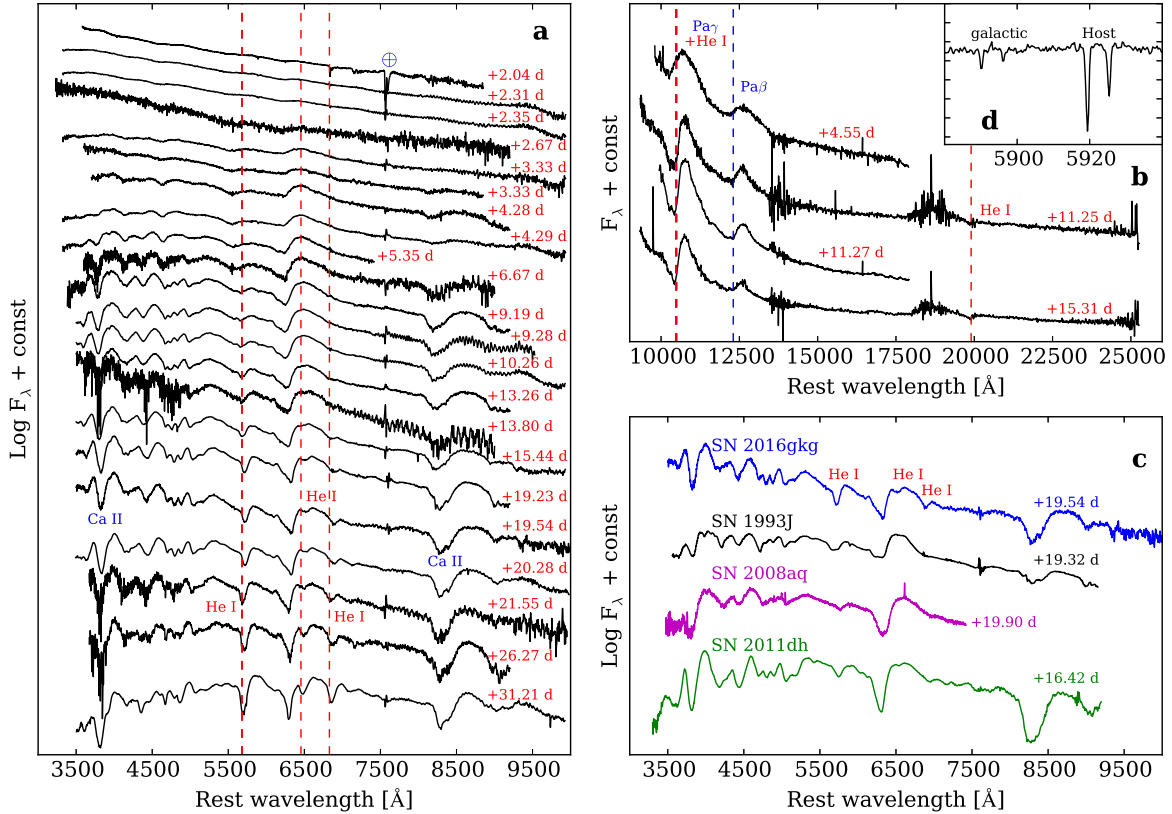 a
⊕
+2.04 d
+2.31 d
+2.35 d
+2.67 d
+3.33 d
+3.33 d
+4.28 d
+4.29 d
+5.35 d
+6.67 d
+9.19 d
+9.28 d
+10.26 d
+13.26 d
+13.80 d
+15.44 d
+19.23 d
He I
+19.54 d
Ca II
Ca II
+20.28 d
+21.55 d
He I
He I
+26.27 d
+31.21 d
Log Fλ + const
3500 4500 5500 6500 7500 8500 9500
Rest wavelength [Å]
Paγ
+He I
Paβ
galactic
Host
d
5900 5925
b
+4.55 d
He I
+11.25 d
+11.27 d
+15.31 d
Fλ + const
10000 12500 15000 17500 20000 22500 25000
Rest wavelength [Å]
c
SN 2016gkg
He I
He I
He I
+19.54 d
SN 1993J
+19.32 d
SN 2008aq
+19.90 d
SN 2011dh
+16.42 d
Log Fλ + const
3500 4500 5500 6500 7500 8500 9500
Rest wavelength [Å]